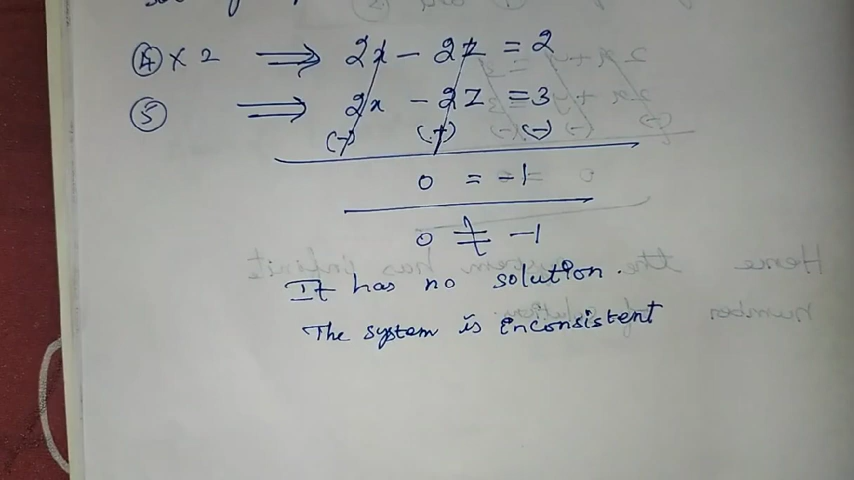 ④ × 2 ⟹ 2x − 2z = 2
⑤ ⟹ 2x − 2z = 3
(−) (+) (−)
0 = −1
0 ≠ −1
It has no solution.
The system is inconsistent